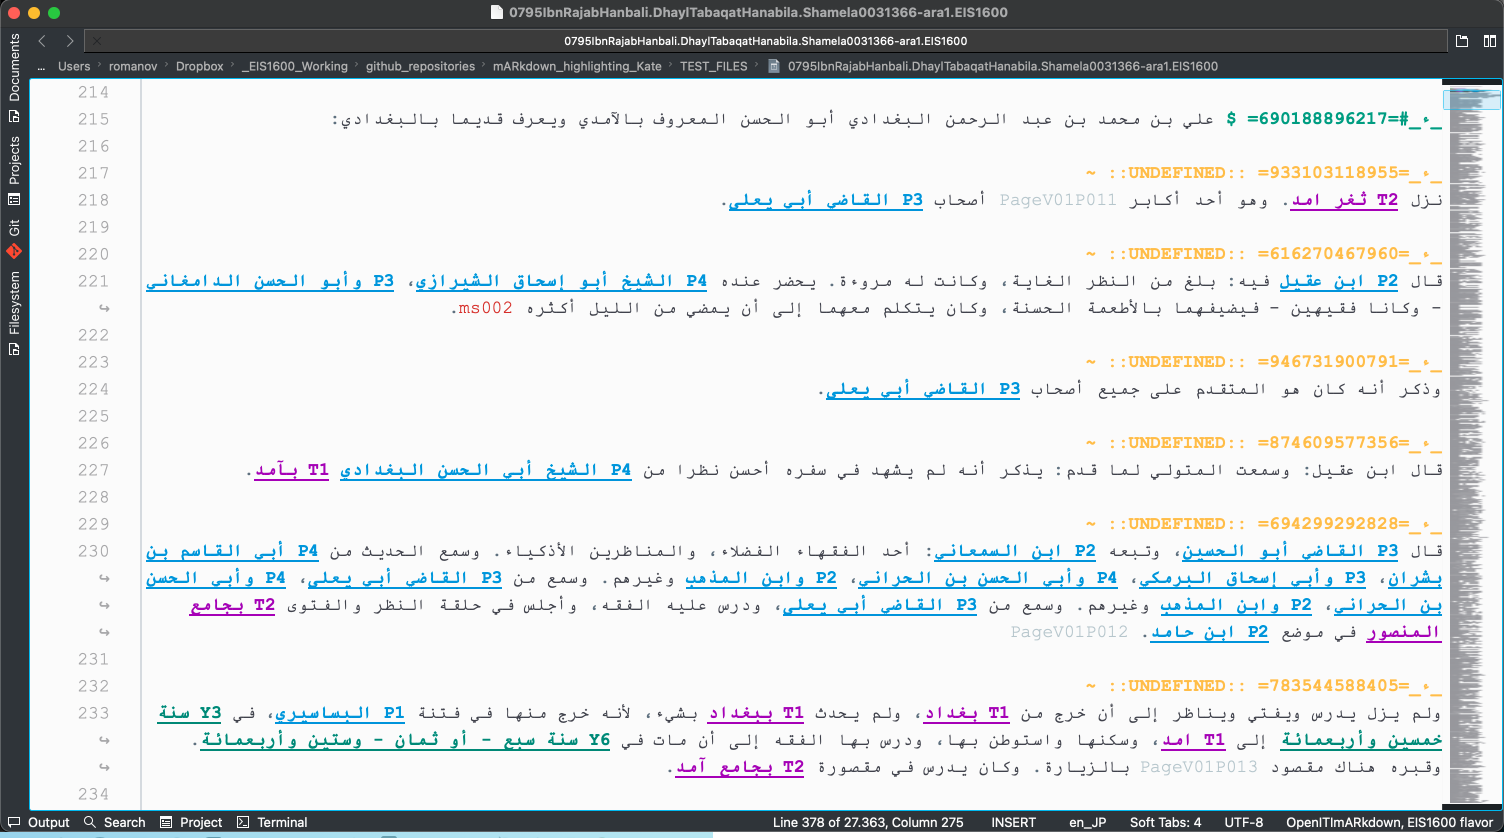 0795IbnRajabHanbali.DhaylTabaqatHanabila.Shamela0031366-ara1.EIS1600
0795IbnRajabHanbali.DhaylTabaqatHanabila.Shamela0031366-ara1.EIS1600
... Users romanov Dropbox _EIS1600_Working github_repositories mARkdown_highlighting_Kate TEST_FILES 0795IbnRajabHanbali.DhaylTabaqatHanabila.Shamela0031366-ara1.EIS1600
Documents
Projects
Git
Filesystem
214
215 _ء_#=690188896217= $ علي بن محمد بن عبد الرحمن البغدادي أبو الحسن المعروف بالآمدي ويعرف قديما بالبغدادي:
216
217 _ء_=933103118955= ::UNDEFINED:: ~
218 نزل T2 ثغر امد. وهو أحد أكابر PageV01P011 أصحاب P3 القاضي أبي يعلى.
219
220 _ء_=616270467960= ::UNDEFINED:: ~
221 قال P2 ابن عقيل فيه: بلغ من النظر الغاية، وكانت له مروءة. يحضر عنده P4 الشيخ أبو إسحاق الشيرازي، P3 وأبو الحسن الدامغاني
- وكانا فقيهين - فيضيفهما بالأطعمة الحسنة، وكان يتكلم معهما إلى أن يمضي من الليل أكثره ms002.
222
223 _ء_=946731900791= ::UNDEFINED:: ~
224 وذكر أنه كان هو المتقدم على جميع أصحاب P3 القاضي أبي يعلى.
225
226 _ء_=874609577356= ::UNDEFINED:: ~
227 قال ابن عقيل: وسمعت المتولي لما قدم: يذكر أنه لم يشهد في سفره أحسن نظرا من P4 الشيخ أبي الحسن البغدادي T1 بآمد.
228
229 _ء_=694299292828= ::UNDEFINED:: ~
230 قال P3 القاضي أبو الحسين، وتبعه P2 ابن السمعاني: أحد الفقهاء الفضلاء، والمناظرين الأذكياء. وسمع الحديث من P4 أبي القاسم بن
بشران، P3 وأبي إسحاق البرمكي، P4 وأبي الحسن بن الحراني، P2 وابن المذهب وغيرهم. وسمع من P3 القاضي أبي يعلى، P4 وأبي الحسن
بن الحراني، P2 وابن المذهب وغيرهم. وسمع من P3 القاضي أبي يعلى، ودرس عليه الفقه، وأجلس في حلقة النظر والفتوى T2 بجامع
المنصور في موضع P2 ابن حامد. PageV01P012
231
232 _ء_=783544588405= ::UNDEFINED:: ~
233 ولم يزل يدرس ويفتي ويناظر إلى أن خرج من T1 بغداد، ولم يحدث T1 ببغداد بشيء، لأنه خرج منها في فتنة P1 البساسيري، في Y3 سنة
خمسين وأربعمائة إلى T1 امد، وسكنها واستوطن بها، ودرس بها الفقه إلى أن مات في Y6 سنة سبع - أو ثمان - وستين وأربعمائة.
وقبره هناك مقصود PageV01P013 بالزيارة. وكان يدرس في مقصورة T2 بجامع آمد.
234
Output Search Project Terminal Line 378 of 27.363, Column 275 INSERT en_JP Soft Tabs: 4 UTF-8 OpenITImARkdown, EIS1600 flavor